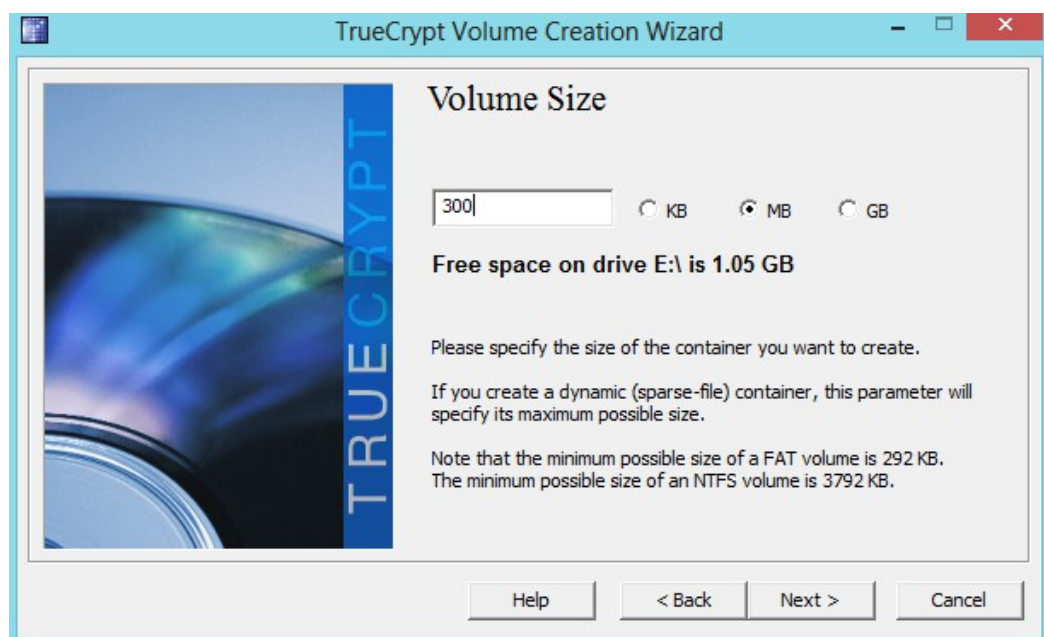 TrueCrypt Volume Creation Wizard
TRUECRYPT
Volume Size
300 KB MB GB
Free space on drive E:\ is 1.05 GB
Please specify the size of the container you want to create.
If you create a dynamic (sparse-file) container, this parameter will
specify its maximum possible size.
Note that the minimum possible size of a FAT volume is 292 KB.
The minimum possible size of an NTFS volume is 3792 KB.
Help < Back Next > Cancel